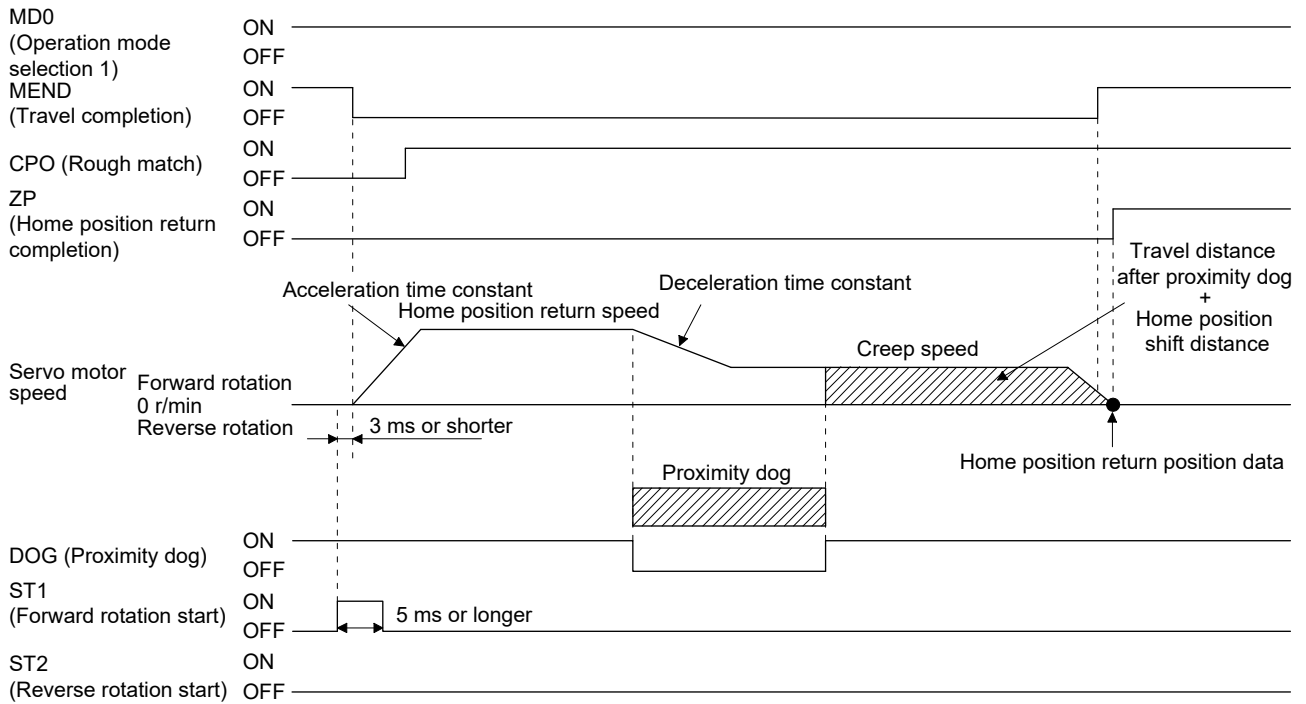 MD0
(Operation mode
selection 1)
ON
OFF
MEND
(Travel completion)
ON
OFF
CPO (Rough match)
ON
OFF
ZP
(Home position return
completion)
ON
OFF
Travel distance
after proximity dog
+
Home position
shift distance
Acceleration time constant
Home position return speed
Deceleration time constant
Creep speed
Servo motor
speed
Forward rotation
0 r/min
Reverse rotation
3 ms or shorter
Home position return position data
Proximity dog
DOG (Proximity dog)
ON
OFF
ST1
(Forward rotation start)
ON
OFF
5 ms or longer
ST2
(Reverse rotation start)
ON
OFF